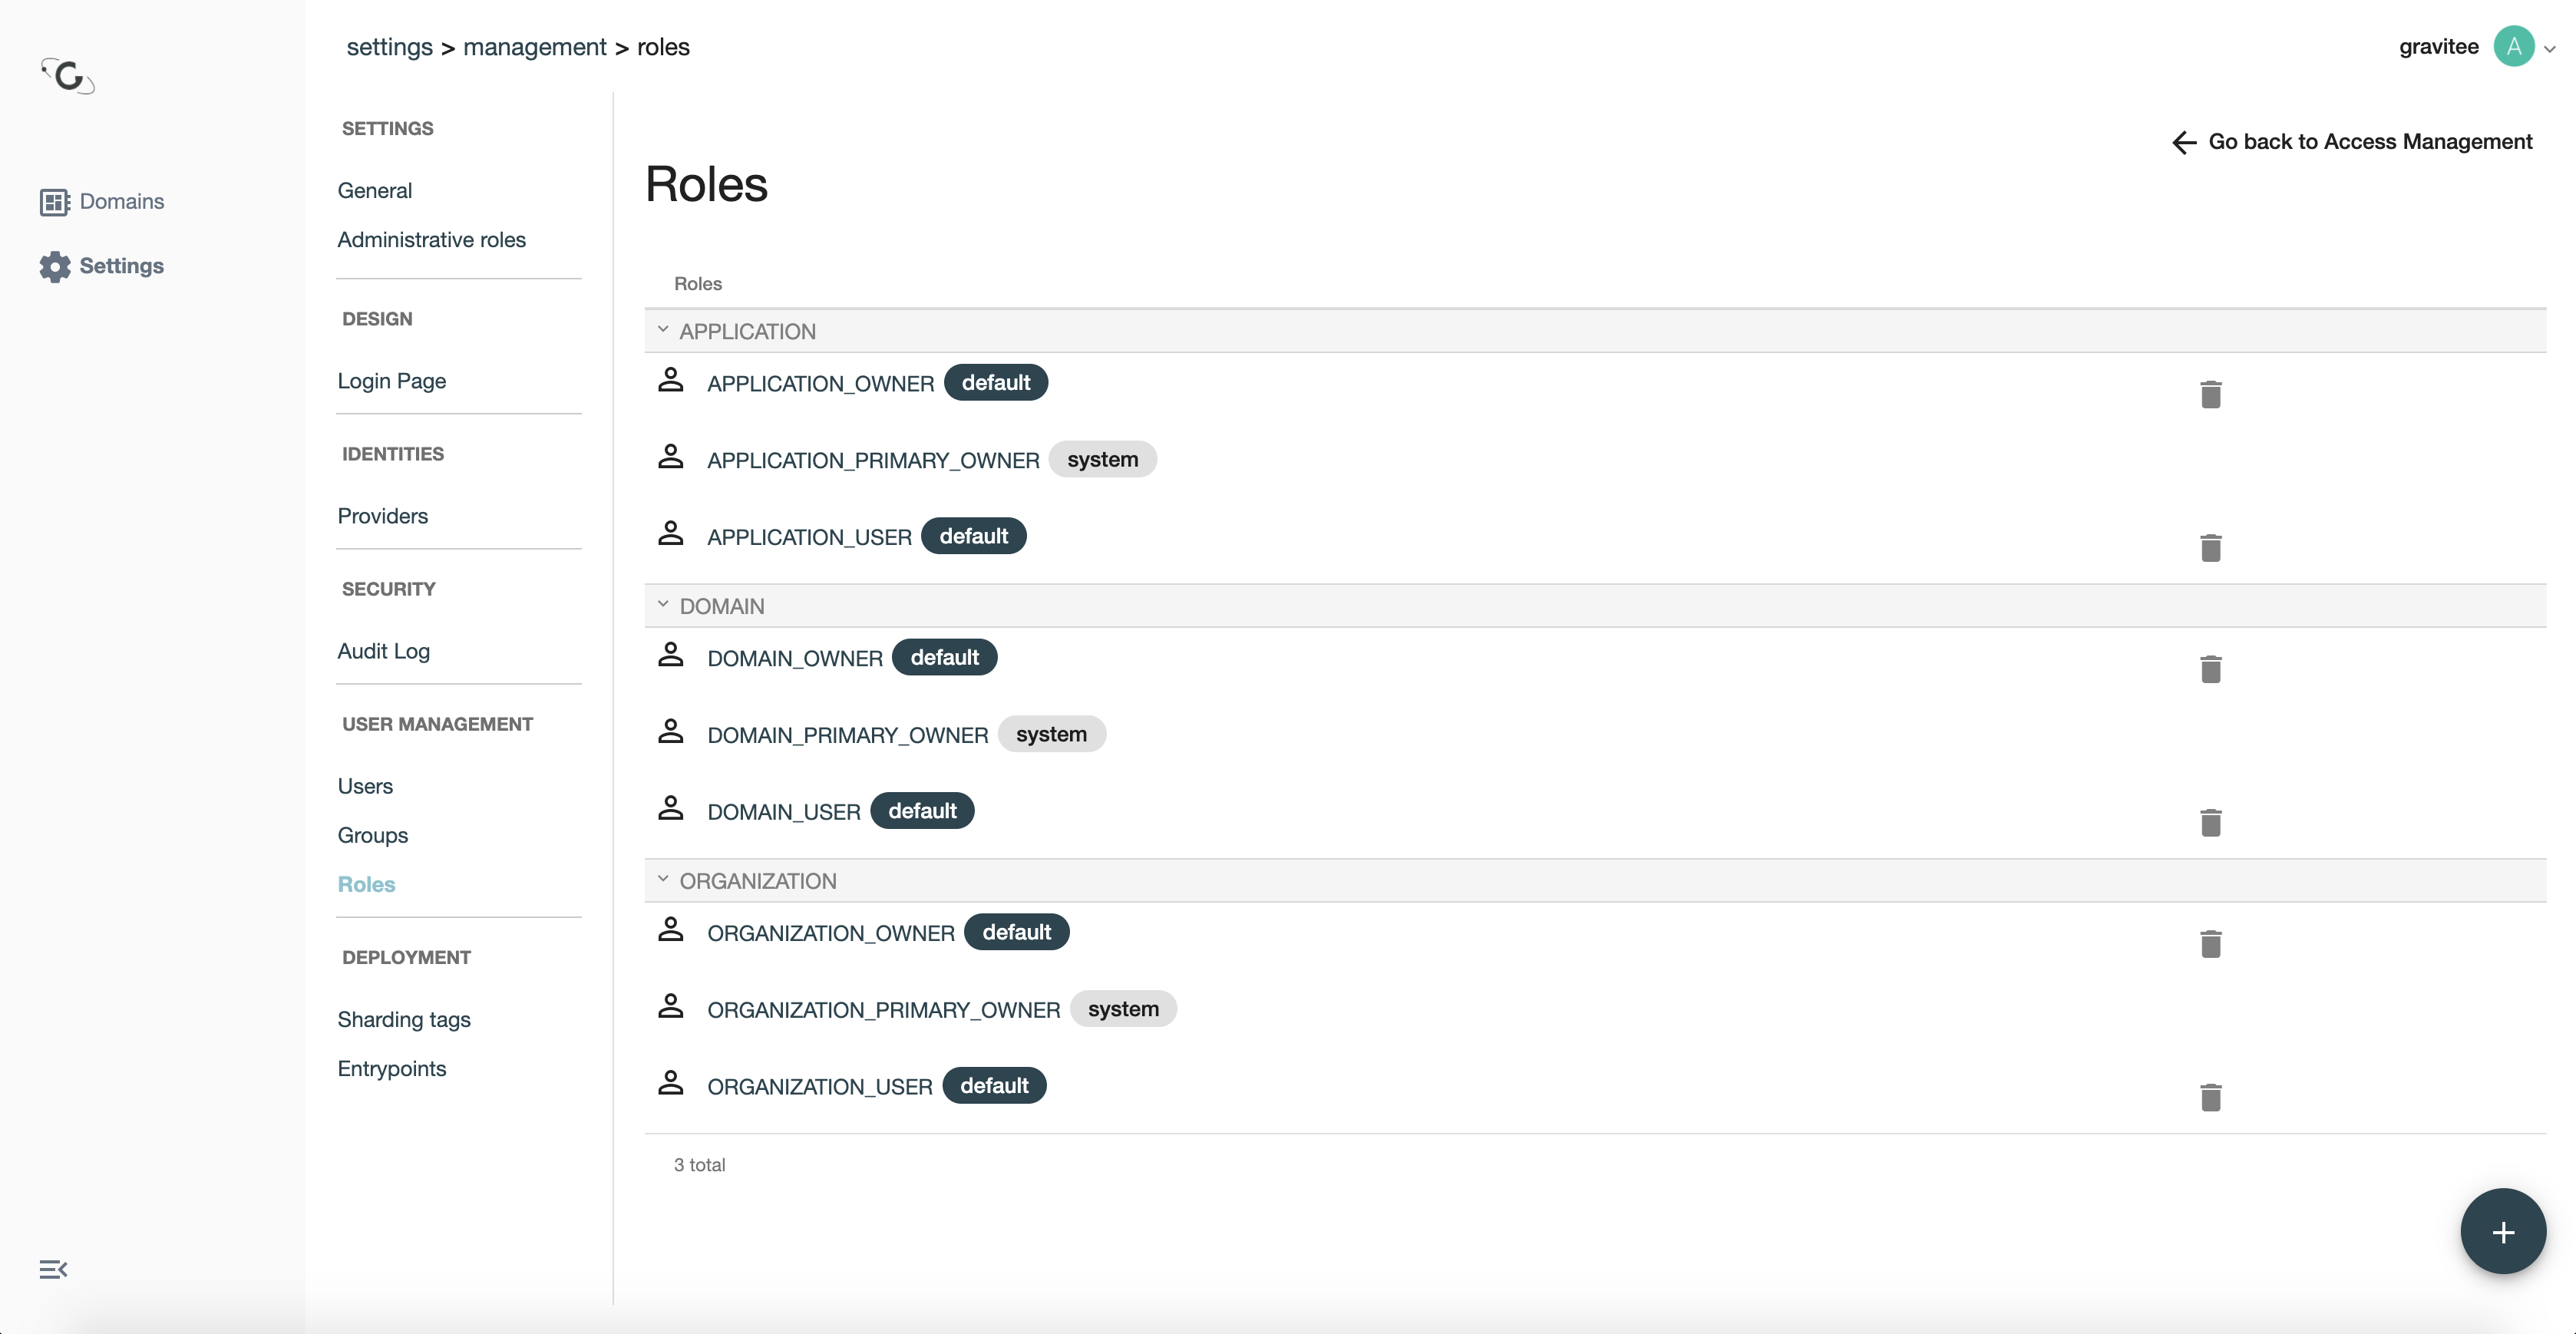 settings > management > roles
gravitee
A
Domains
Settings
SETTINGS
General
Administrative roles
DESIGN
Login Page
IDENTITIES
Providers
SECURITY
Audit Log
USER MANAGEMENT
Users
Groups
Roles
DEPLOYMENT
Sharding tags
Entrypoints
Go back to Access Management
Roles
Roles
APPLICATION
APPLICATION_OWNER default
APPLICATION_PRIMARY_OWNER system
APPLICATION_USER default
DOMAIN
DOMAIN_OWNER default
DOMAIN_PRIMARY_OWNER system
DOMAIN_USER default
ORGANIZATION
ORGANIZATION_OWNER default
ORGANIZATION_PRIMARY_OWNER system
ORGANIZATION_USER default
3 total